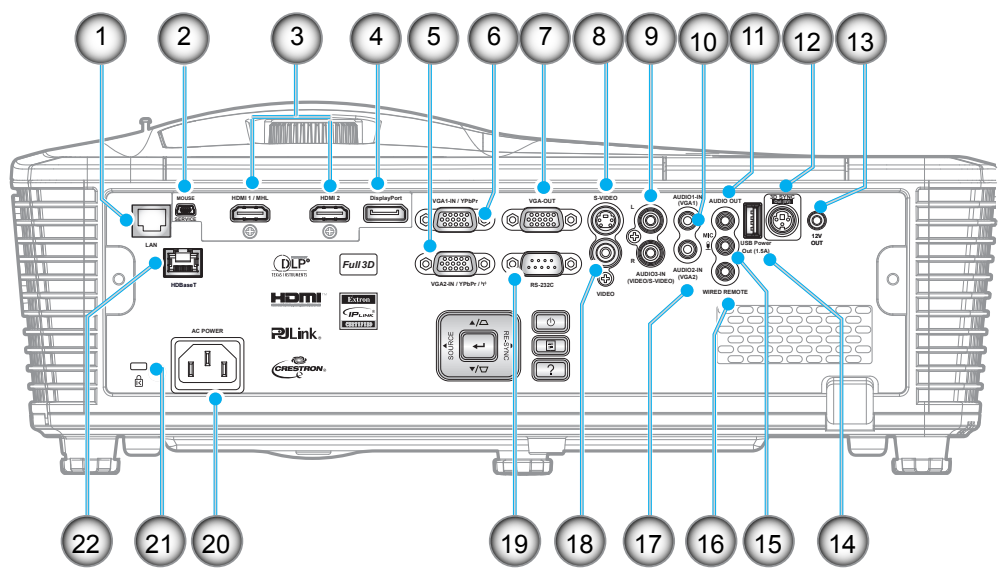 1 2 3 4 5 6 7 8 9 10 11 12 13
MOUSE
SERVICE
HDMI 1 / MHL
HDMI 2
DisplayPort
VGA1-IN / YPbPr
VGA-OUT
S-VIDEO
L
R
AUDIO1-IN
(VGA1)
AUDIO OUT
MIC
USB Power
Out (1.5A)
12V
OUT
LAN
HDBaseT
DLP®
TEXAS INSTRUMENTS
Full 3D
VGA2-IN / YPbPr /
RS-232C
VIDEO
AUDIO3-IN
(VIDEO/S-VIDEO)
AUDIO2-IN
(VGA2)
WIRED REMOTE
HDMI
Extron
IP LINK®
CERTIFIED
PJLink.
CRESTRON®
AC POWER
SOURCE
RE-SYNC
?
22 21 20 19 18 17 16 15 14